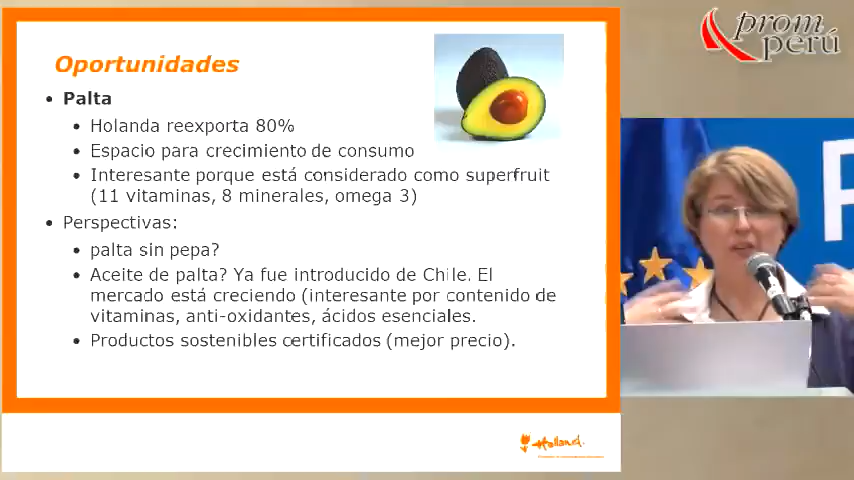 Oportunidades
• Palta
• Holanda reexporta 80%
• Espacio para crecimiento de consumo
• Interesante porque está considerado como superfruit
(11 vitaminas, 8 minerales, omega 3)
• Perspectivas:
• palta sin pepa?
• Aceite de palta? Ya fue introducido de Chile. El
mercado está creciendo (interesante por contenido de
vitaminas, anti-oxidantes, ácidos esenciales.
• Productos sostenibles certificados (mejor precio).
Holland.
prom
perú
P